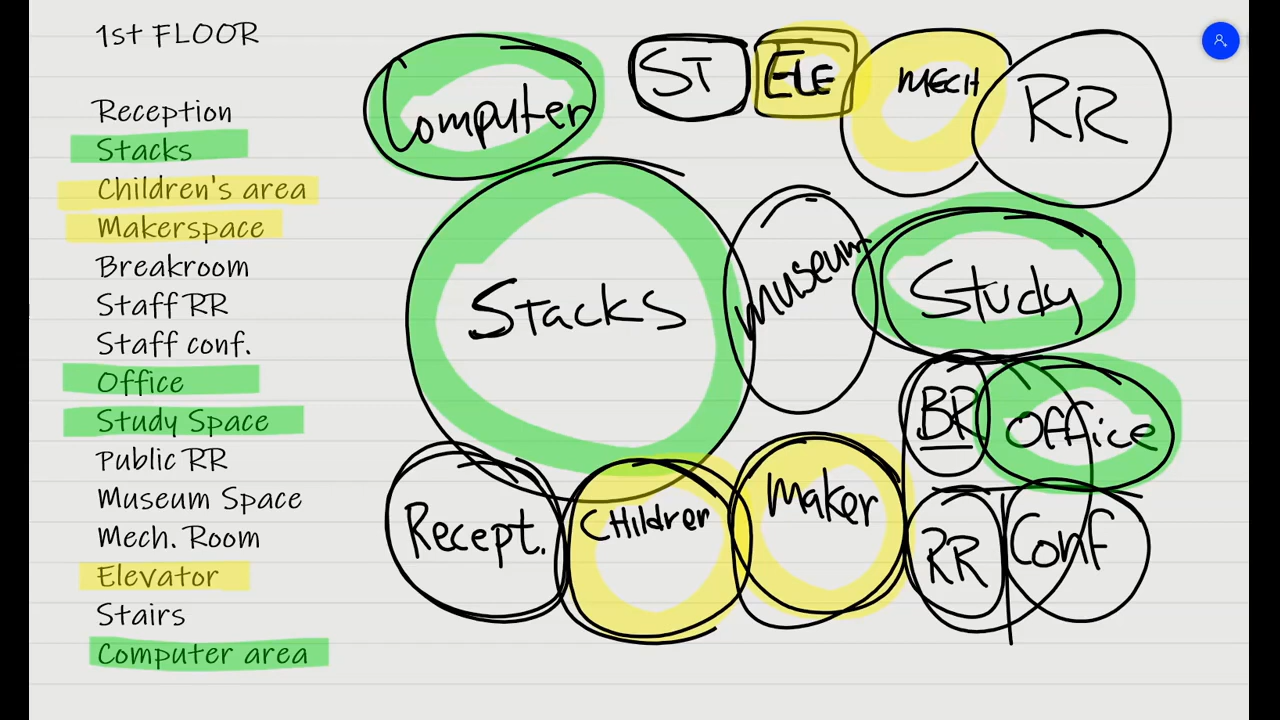 1st FLOOR
Reception
Stacks
Children's area
Makerspace
Breakroom
Staff RR
Staff conf.
Office
Study Space
Public RR
Museum Space
Mech. Room
Elevator
Stairs
Computer area
Computer
ST
ELE
MECH
RR
Stacks
museum
Study
BR
Office
Recept.
CHildren
Maker
RR
Conf